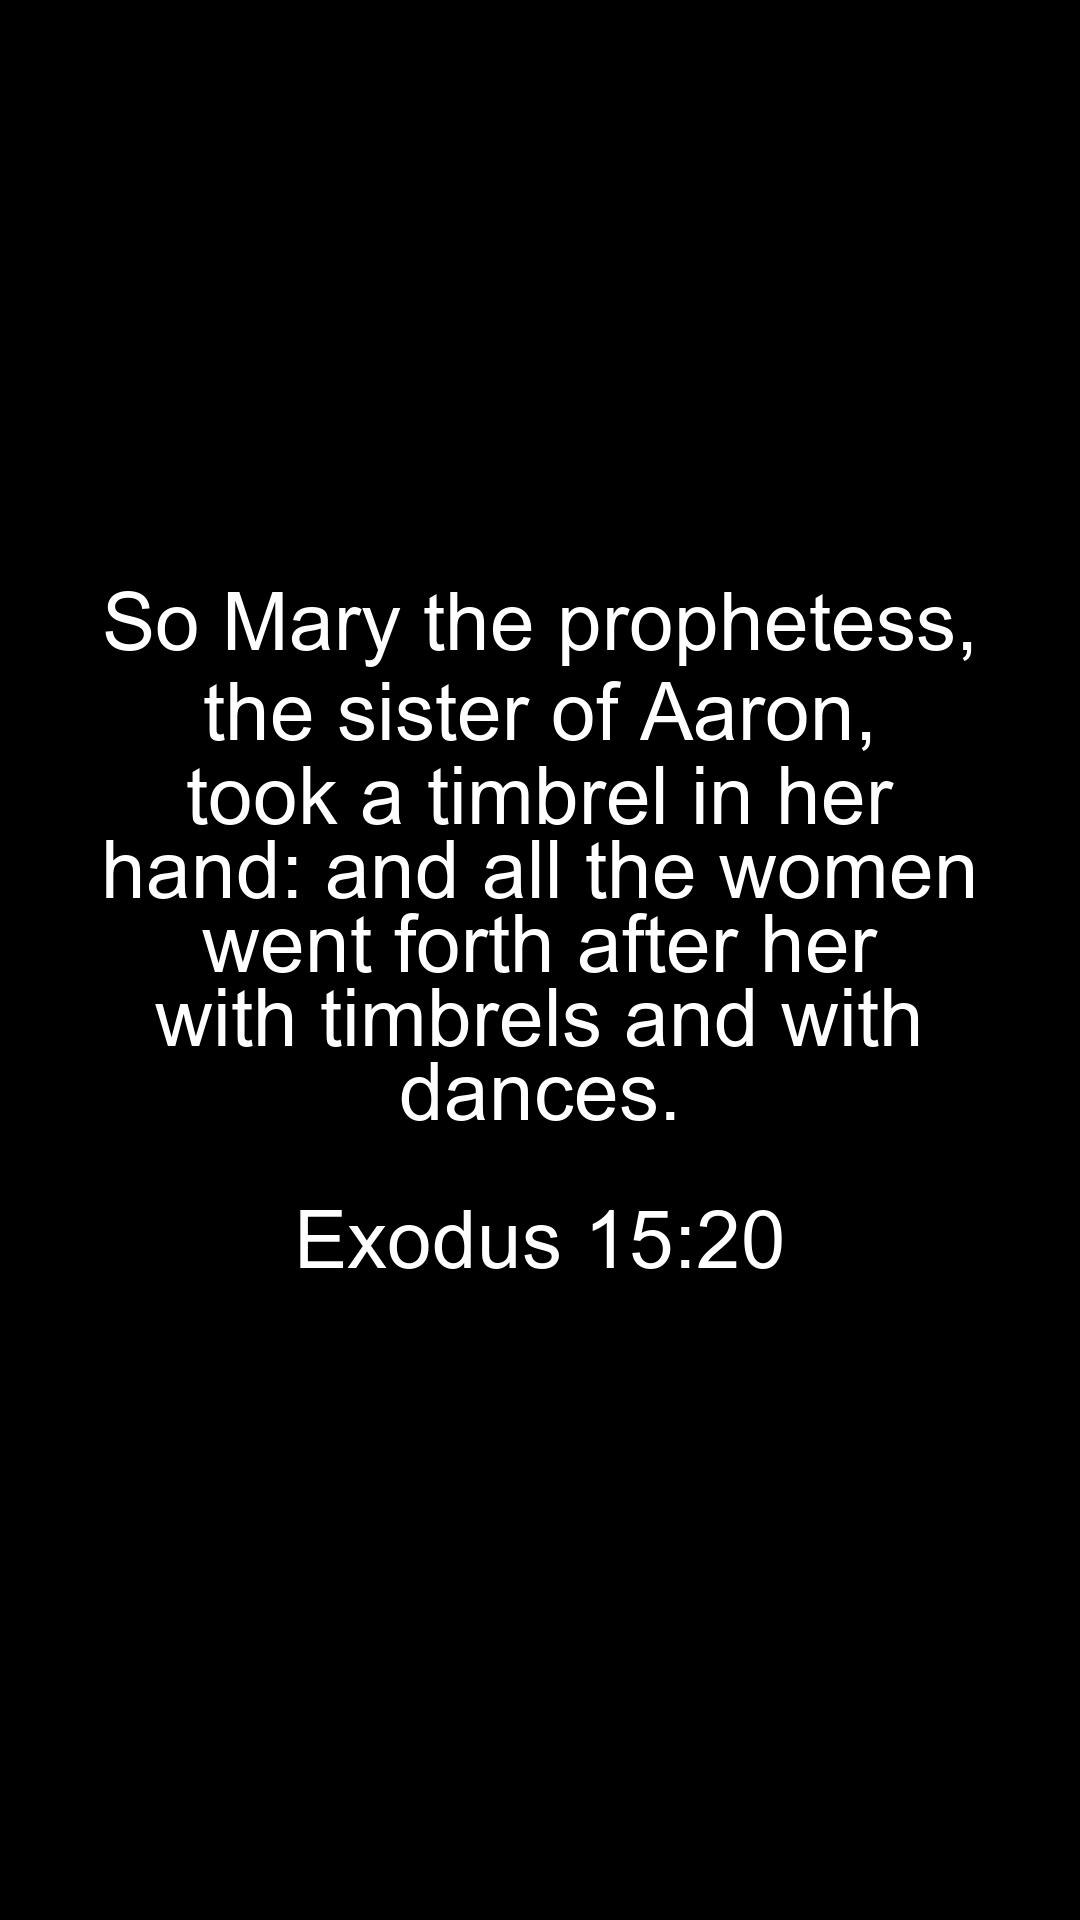 So Mary the prophetess,
the sister of Aaron,
took a timbrel in her
hand: and all the women
went forth after her
with timbrels and with
dances.
Exodus 15:20